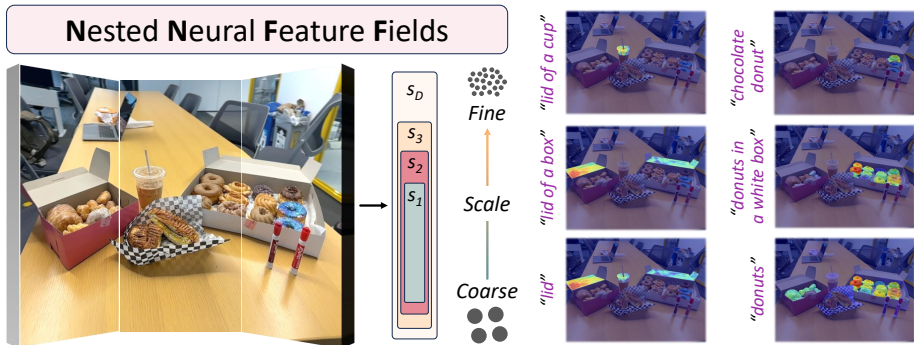 Nested Neural Feature Fields
S_D
S_3
S_2
S_1
Fine
Scale
Coarse
"lid of a cup"
"lid of a box"
"lid"
"chocolate
donut"
"donuts in
a white box"
"donuts"